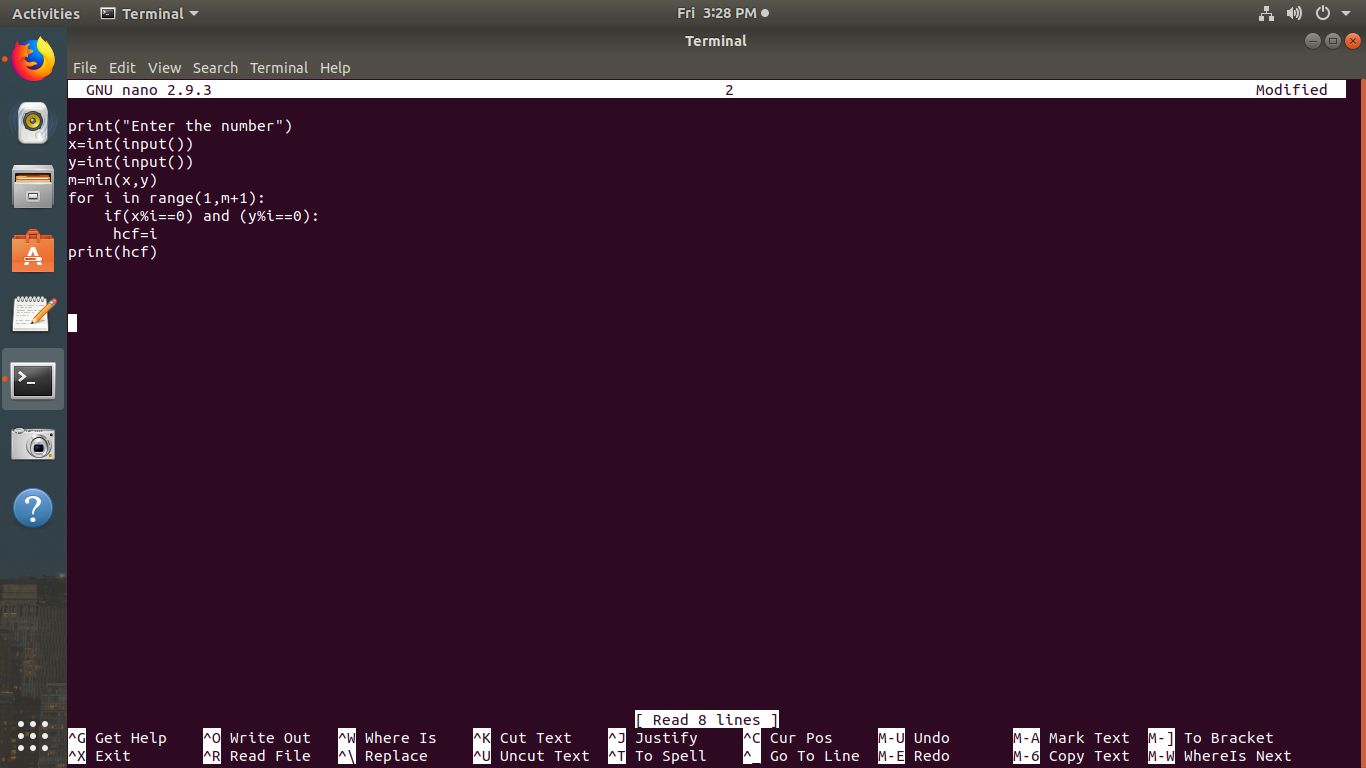 Activities Terminal Fri 3:28 PM
Terminal
File Edit View Search Terminal Help
GNU nano 2.9.3 2 Modified
print("Enter the number")
x=int(input())
y=int(input())
m=min(x,y)
for i in range(1,m+1):
    if(x%i==0) and (y%i==0):
     hcf=i
print(hcf)
[ Read 8 lines ]
^G Get Help ^O Write Out ^W Where Is ^K Cut Text ^J Justify ^C Cur Pos M-U Undo M-A Mark Text M-] To Bracket
^X Exit ^R Read File ^\ Replace ^U Uncut Text ^T To Spell ^_ Go To Line M-E Redo M-6 Copy Text M-W WhereIs Next